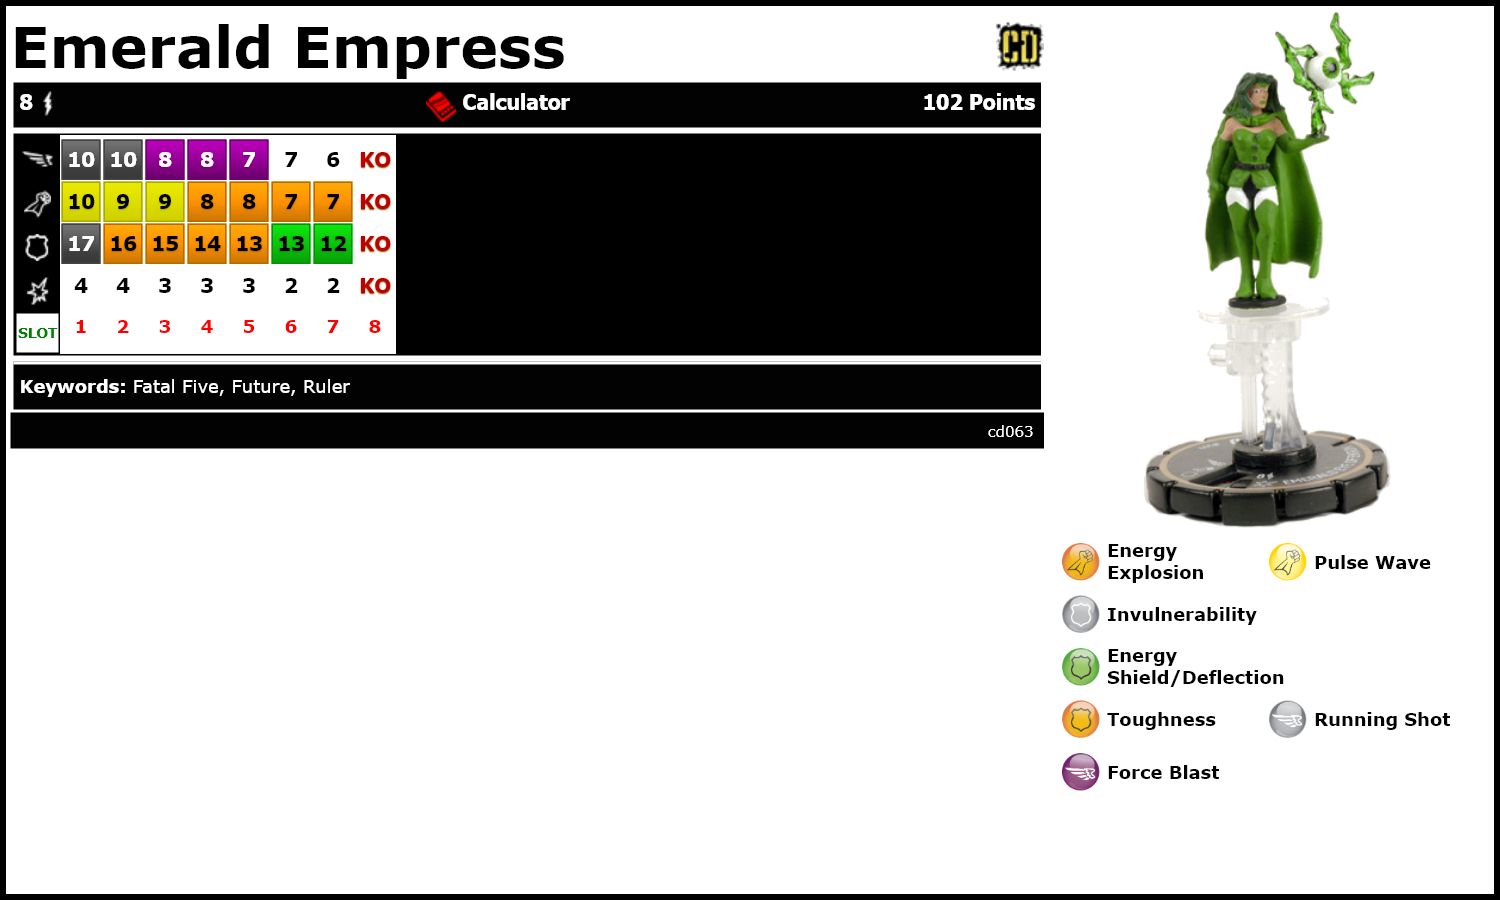 Emerald Empress
CD
8 Calculator 102 Points
10 10 8 8 7 7 6 KO
10 9 9 8 8 7 7 KO
17 16 15 14 13 13 12 KO
4 4 3 3 3 2 2 KO
SLOT 1 2 3 4 5 6 7 8
Keywords: Fatal Five, Future, Ruler
cd063
Energy
Explosion
Pulse Wave
Invulnerability
Energy
Shield/Deflection
Toughness
Running Shot
Force Blast